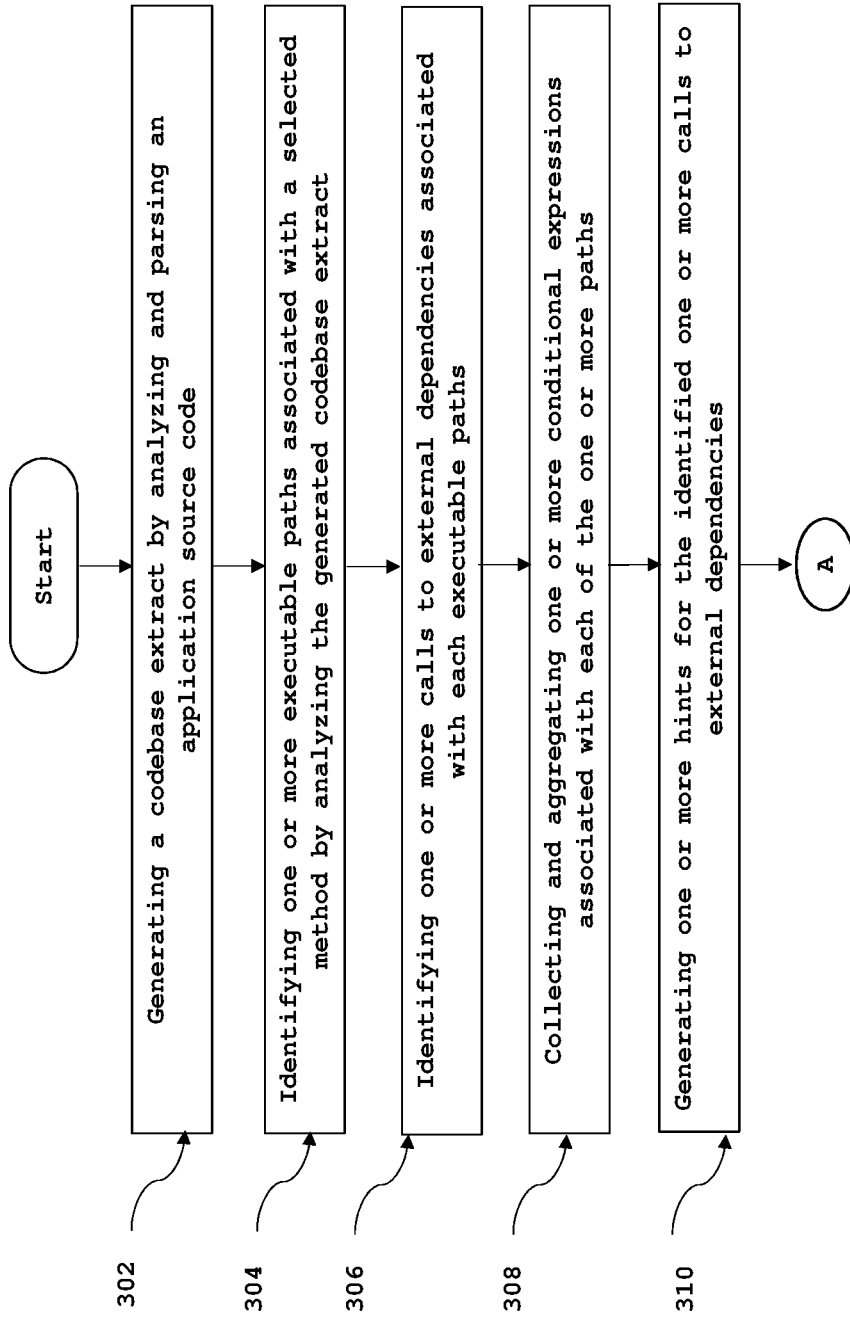 Start
302
Generating a codebase extract by analyzing and parsing an
application source code
304
Identifying one or more executable paths associated with a selected
method by analyzing the generated codebase extract
306
Identifying one or more calls to external dependencies associated
with each executable paths
308
Collecting and aggregating one or more conditional expressions
associated with each of the one or more paths
310
Generating one or more hints for the identified one or more calls to
external dependencies
A